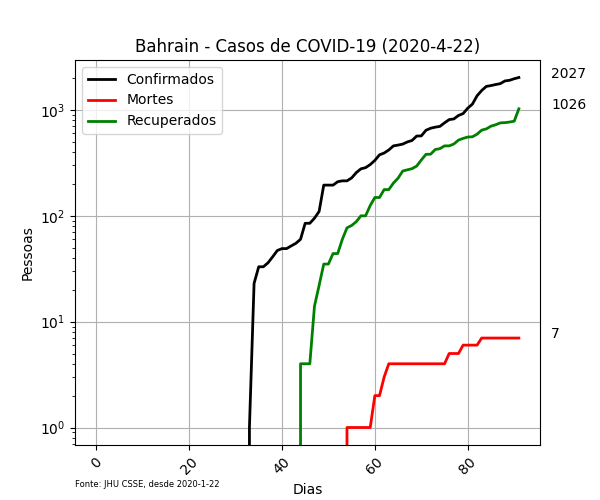 Bahrain - Casos de COVID-19 (2020-4-22)
Confirmados
Mortes
Recuperados
2027
1026
7
10³
10²
10¹
10⁰
Pessoas
0
20
40
60
80
Dias
Fonte: JHU CSSE, desde 2020-1-22